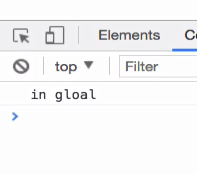 Elements
top ▼
Filter
in gloal
>